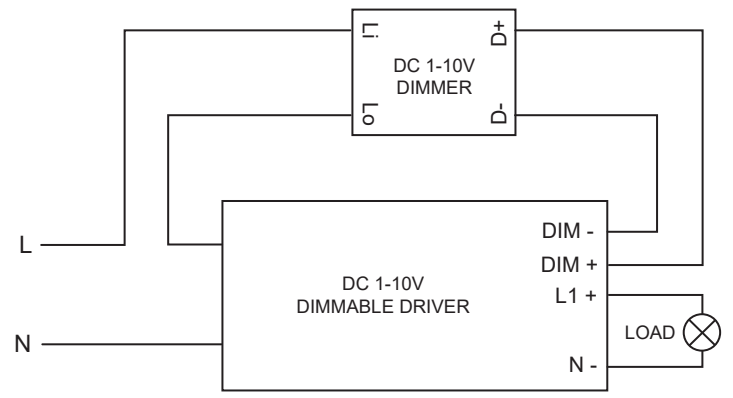 Li
D+
DC 1-10V
DIMMER
Lo
D-
L
DIM -
DIM +
DC 1-10V
DIMMABLE DRIVER
L1 +
LOAD
N
N -